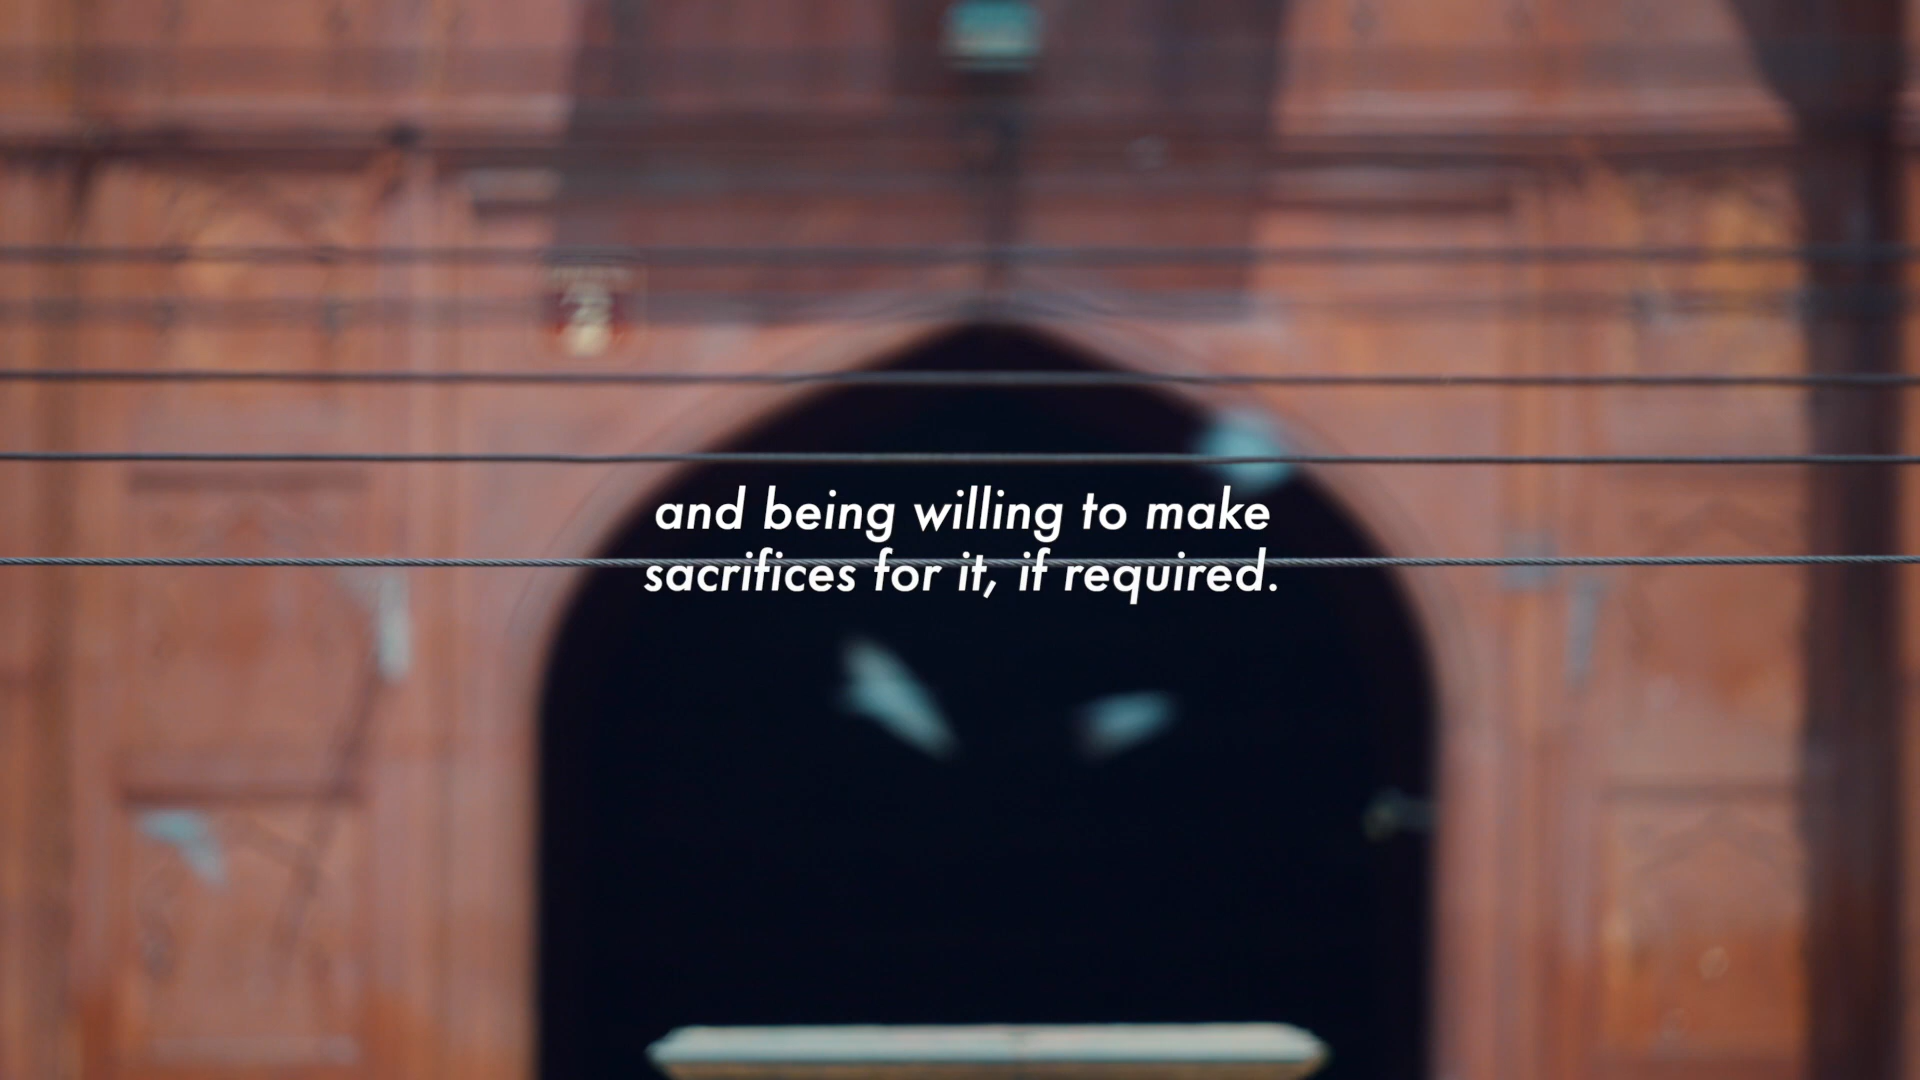 and being willing to make
sacrifices for it, if required.